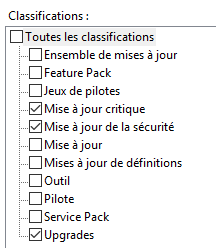 Classifications :
Toutes les classifications
Ensemble de mises à jour
Feature Pack
Jeux de pilotes
Mise à jour critique
Mise à jour de la sécurité
Mise à jour
Mises à jour de définitions
Outil
Pilote
Service Pack
Upgrades